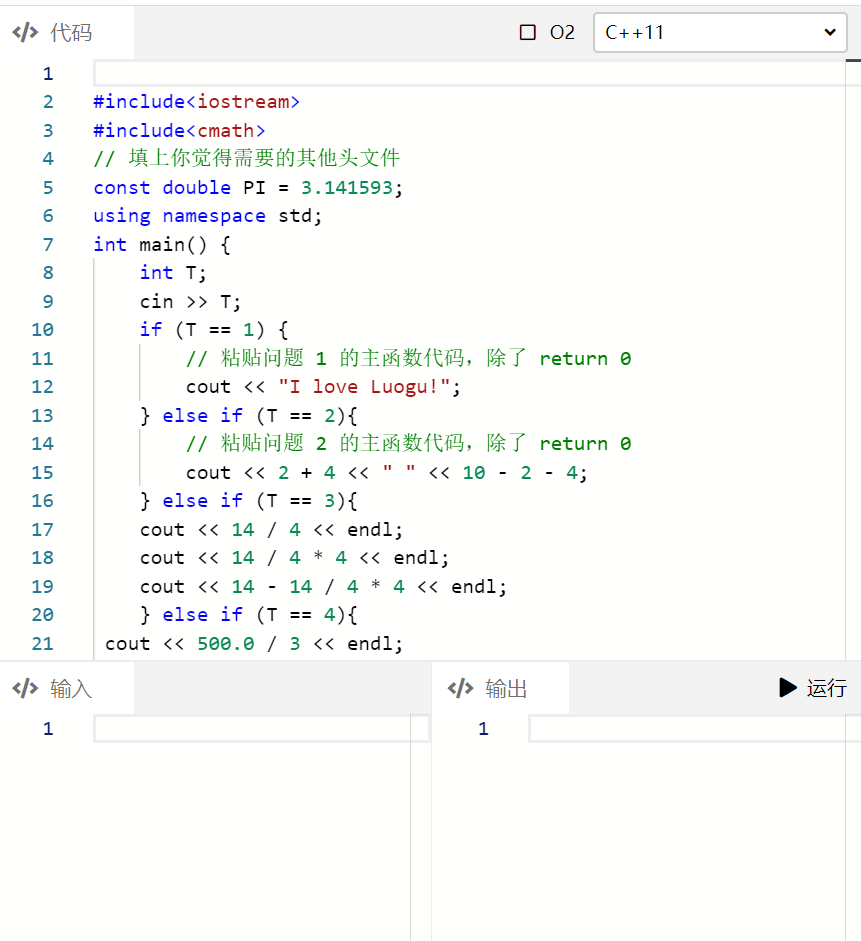 </> 代码
O2
C++11
1
2 #include<iostream>
3 #include<cmath>
4 // 填上你觉得需要的其他头文件
5 const double PI = 3.141593;
6 using namespace std;
7 int main() {
8     int T;
9     cin >> T;
10     if (T == 1) {
11         // 粘贴问题 1 的主函数代码，除了 return 0
12         cout << "I love Luogu!";
13     } else if (T == 2){
14         // 粘贴问题 2 的主函数代码，除了 return 0
15         cout << 2 + 4 << " " << 10 - 2 - 4;
16     } else if (T == 3){
17     cout << 14 / 4 << endl;
18     cout << 14 / 4 * 4 << endl;
19     cout << 14 - 14 / 4 * 4 << endl;
20     } else if (T == 4){
21  cout << 500.0 / 3 << endl;
</> 输入
1
</> 输出
运行
1